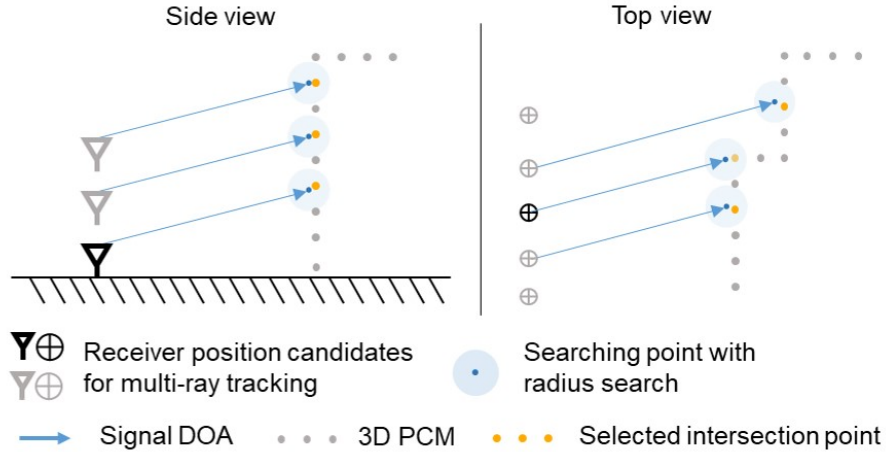 Side view
Top view
Receiver position candidates
for multi-ray tracking
Searching point with
radius search
Signal DOA
3D PCM
Selected intersection point